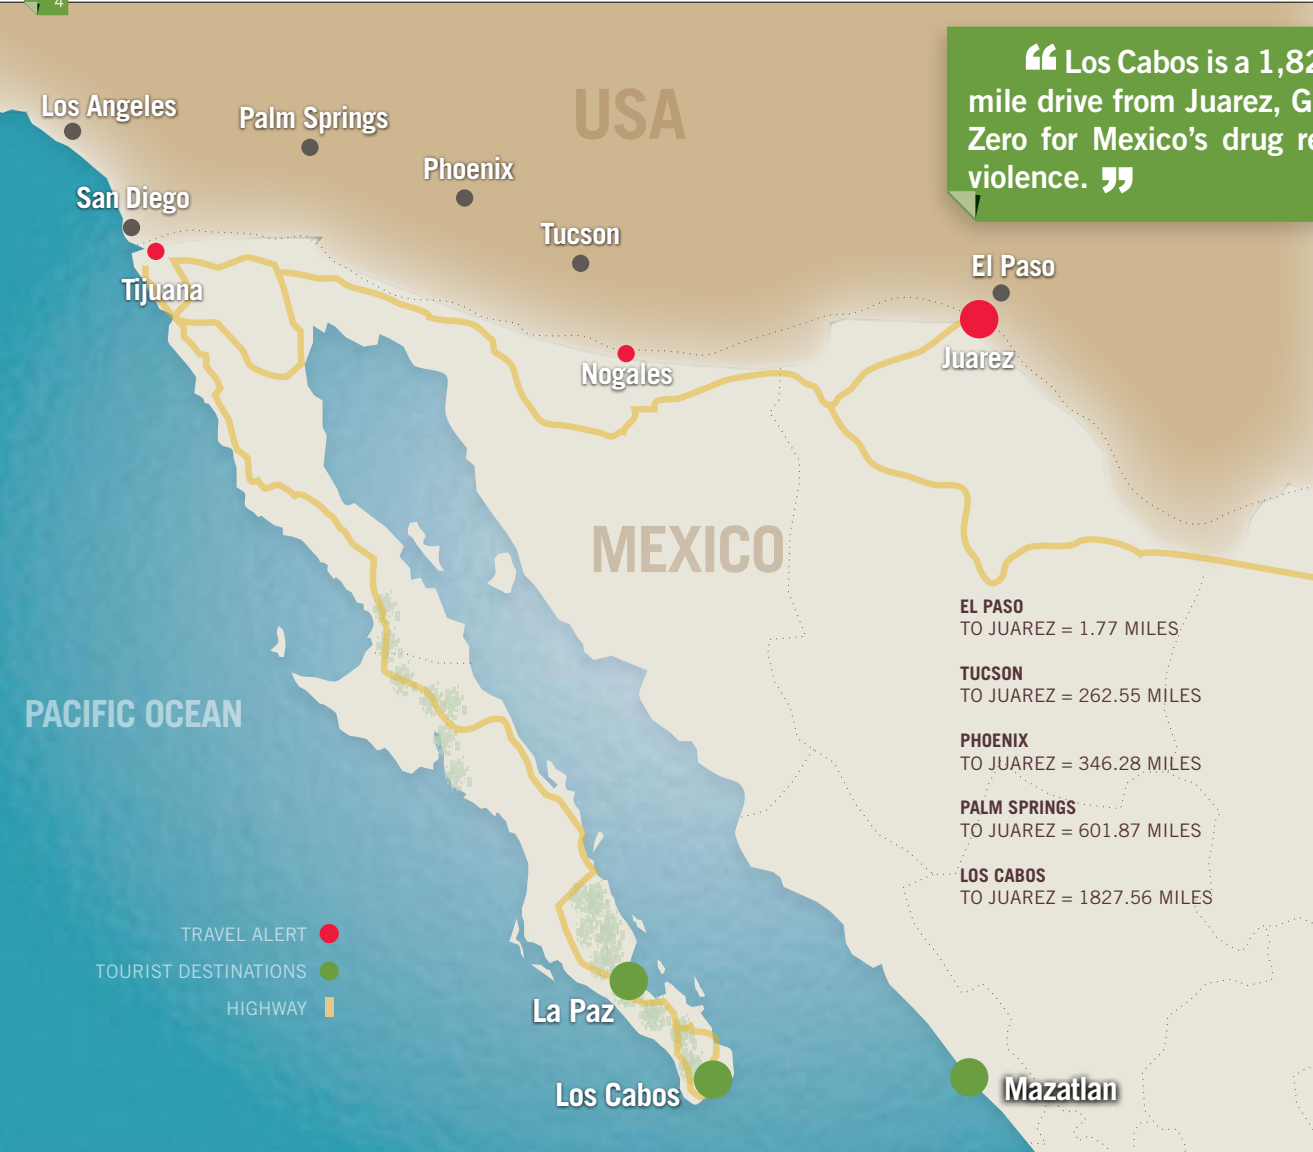 4
“ Los Cabos is a 1,82
mile drive from Juarez, G
Zero for Mexico’s drug re
violence. ”
USA
Los Angeles
Palm Springs
Phoenix
San Diego
Tucson
El Paso
Tijuana
Juarez
Nogales
MEXICO
EL PASO
TO JUAREZ = 1.77 MILES
TUCSON
TO JUAREZ = 262.55 MILES
PHOENIX
TO JUAREZ = 346.28 MILES
PALM SPRINGS
TO JUAREZ = 601.87 MILES
LOS CABOS
TO JUAREZ = 1827.56 MILES
PACIFIC OCEAN
TRAVEL ALERT
TOURIST DESTINATIONS
HIGHWAY
La Paz
Los Cabos
Mazatlan